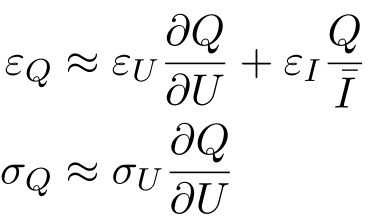 ε_Q ≈ ε_U ∂Q/∂U + ε_I Q/Ī
σ_Q ≈ σ_U ∂Q/∂U